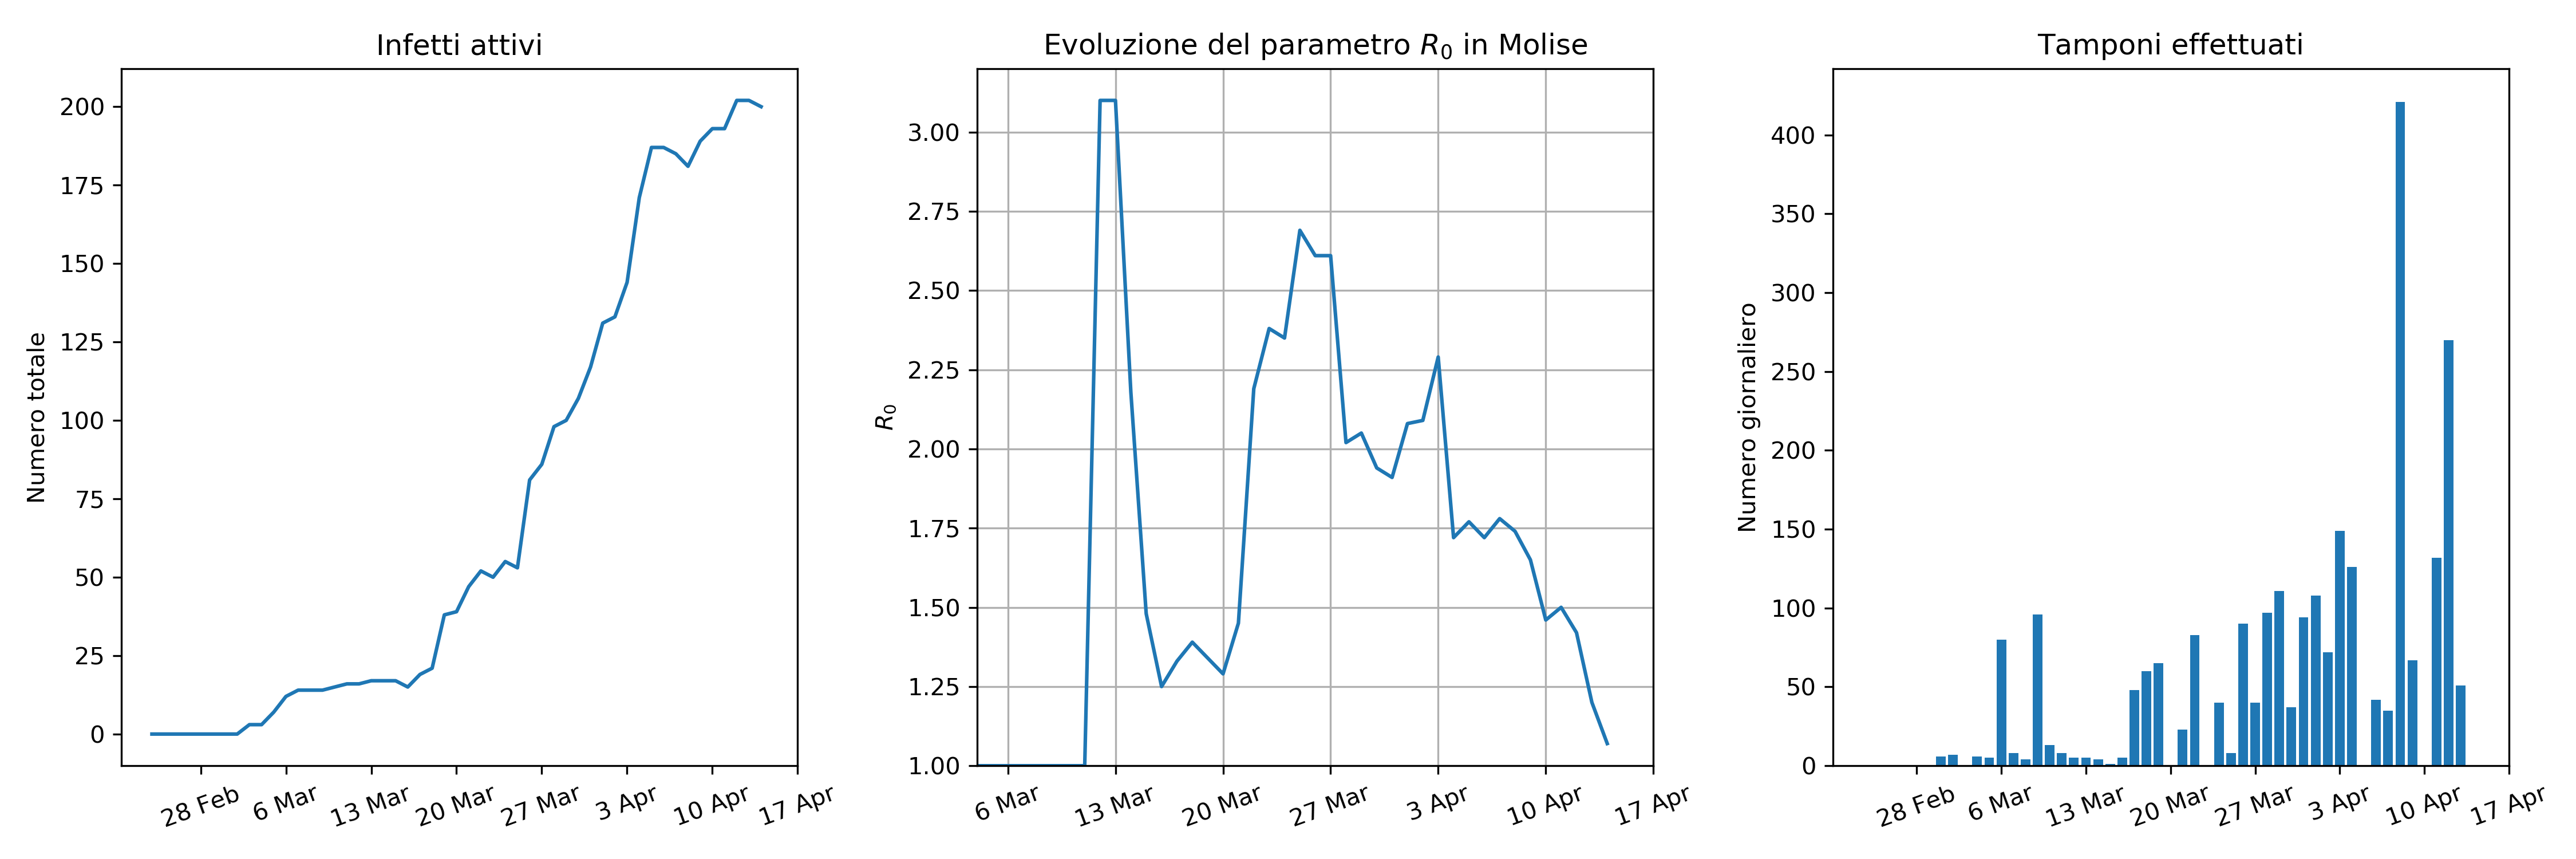 Infetti attivi
Numero totale
200
175
150
125
100
75
50
25
0
28 Feb
6 Mar
13 Mar
20 Mar
27 Mar
3 Apr
10 Apr
17 Apr
Evoluzione del parametro R₀ in Molise
R₀
3.00
2.75
2.50
2.25
2.00
1.75
1.50
1.25
1.00
6 Mar
13 Mar
20 Mar
27 Mar
3 Apr
10 Apr
17 Apr
Tamponi effettuati
Numero giornaliero
400
350
300
250
200
150
100
50
0
28 Feb
6 Mar
13 Mar
20 Mar
27 Mar
3 Apr
10 Apr
17 Apr